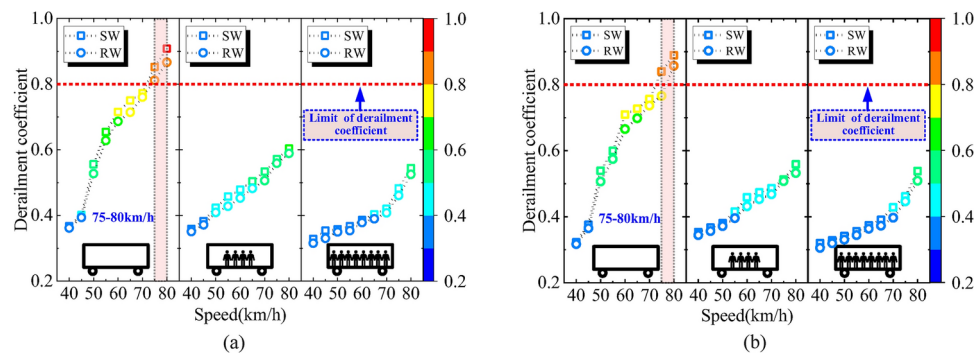 (a)
1.0
0.8
0.6
0.4
0.2
Derailment coefficient
SW
RW
SW
RW
SW
RW
Limit of derailment
coefficient
75-80km/h
40 50 60 70 80
40 50 60 70 80
40 50 60 70 80
Speed(km/h)
1.0
0.8
0.6
0.4
0.2
(a)
(b)
1.0
0.8
0.6
0.4
0.2
Derailment coefficient
SW
RW
SW
RW
SW
RW
Limit of derailment
coefficient
75-80km/h
40 50 60 70 80
40 50 60 70 80
40 50 60 70 80
Speed(km/h)
1.0
0.8
0.6
0.4
0.2
(b)